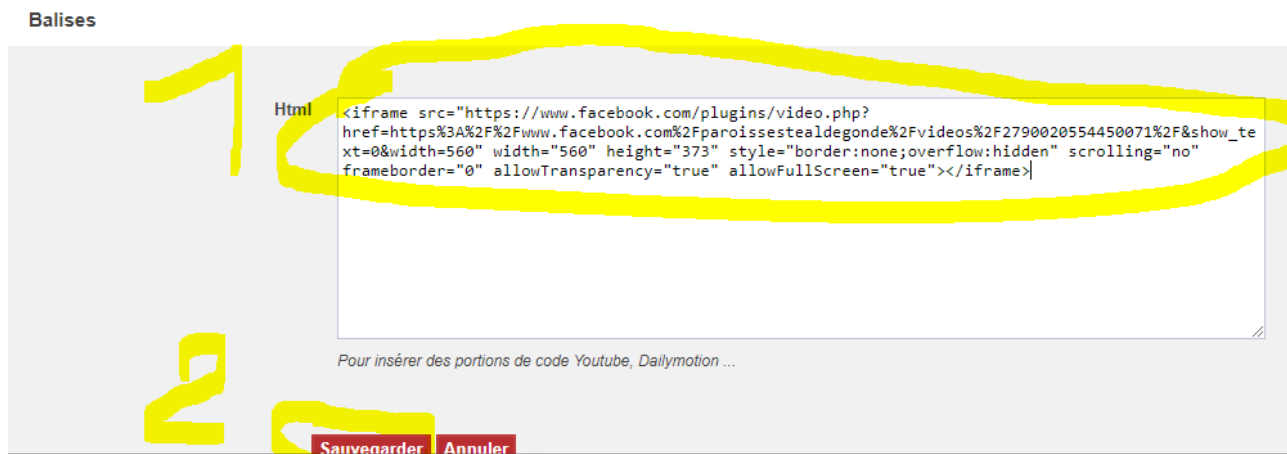 Balises
1
Html
<iframe src="https://www.facebook.com/plugins/video.php?
href=https%3A%2F%2Fwww.facebook.com%2Fparoissestealdegonde%2Fvideos%2F2790020554450071%2F&show_te
xt=0&width=560" width="560" height="373" style="border:none;overflow:hidden" scrolling="no"
frameborder="0" allowTransparency="true" allowFullScreen="true"></iframe>
Pour insérer des portions de code Youtube, Dailymotion ...
2
Sauvegarder Annuler